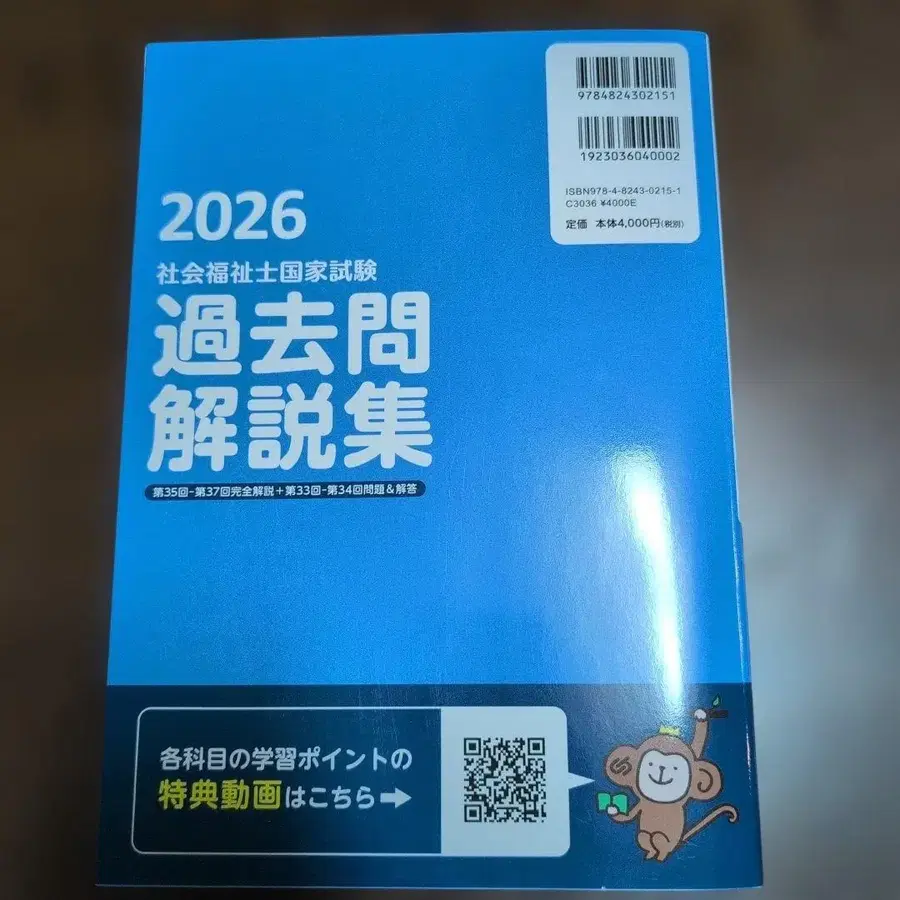 9784824302151
1923036040002
ISBN978-4-8243-0215-1
C3036 ¥4000E
定価 本体4,000円(税別)
2026
社会福祉士国家試験
過去問
解説集
第35回-第37回完全解説+第33回-第34回問題&解答
各科目の学習ポイントの
特典動画はこちら→